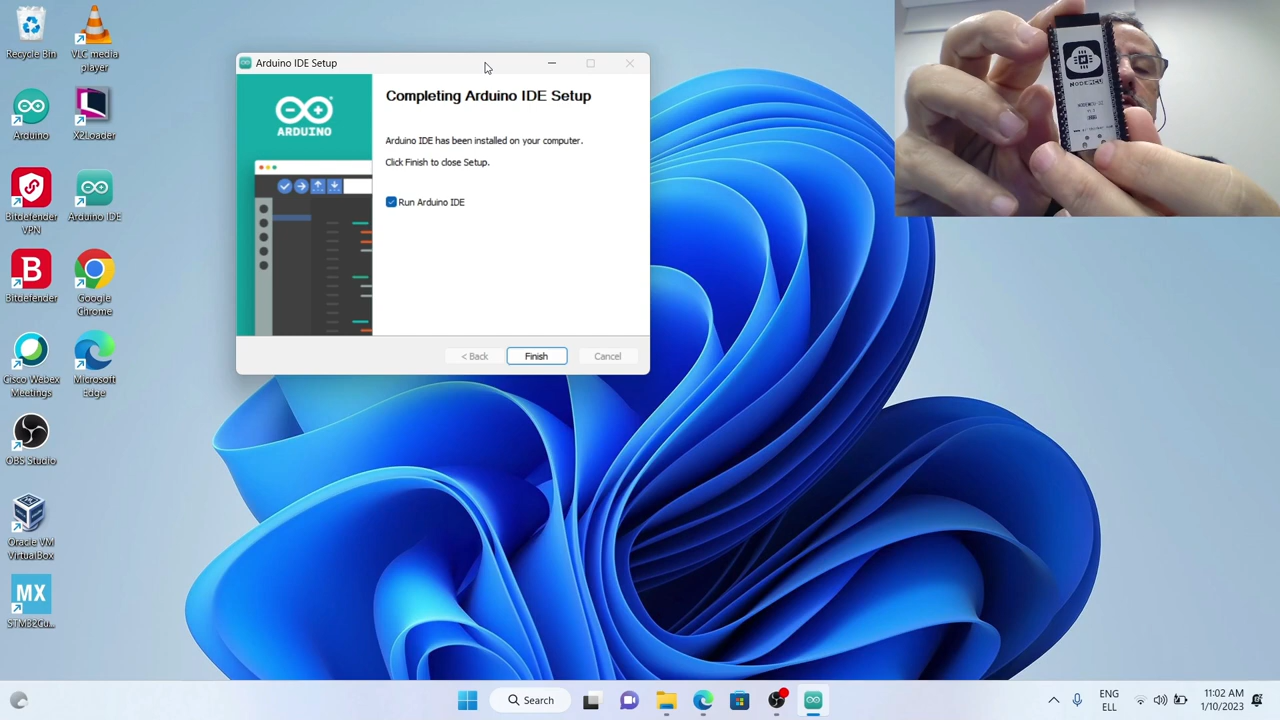 Recycle Bin
VLC media
player
Arduino
X2Loader
Bitdefender
VPN
Arduino IDE
Bitdefender
Google
Chrome
Cisco Webex
Meetings
Microsoft
Edge
OBS Studio
Oracle VM
VirtualBox
MX
STM32Cu...
Arduino IDE Setup
ARDUINO
Completing Arduino IDE Setup
Arduino IDE has been installed on your computer.
Click Finish to close Setup.
Run Arduino IDE
< Back
Finish
Cancel
NODEMCU
Search
ENG
ELL
11:02 AM
1/10/2023